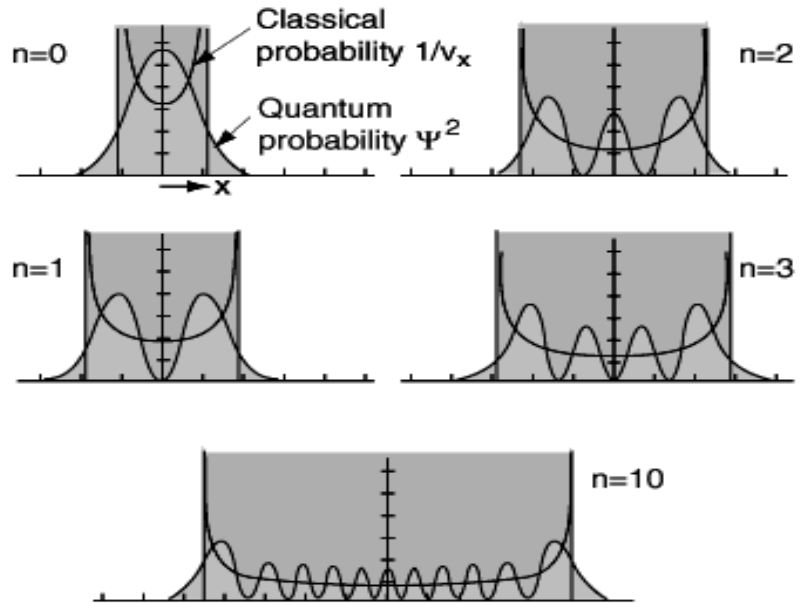 n=0
Classical
probability 1/vₓ
Quantum
probability Ψ²
x
n=2
n=1
n=3
n=10